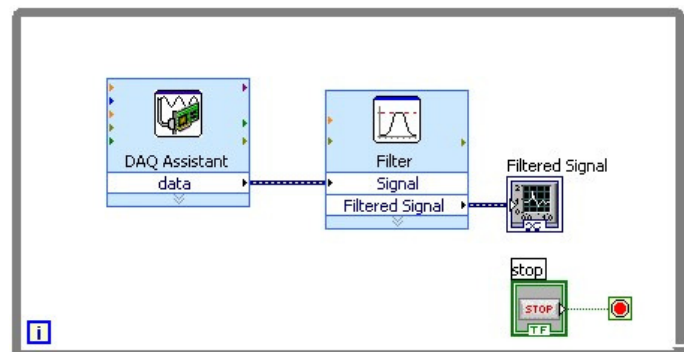 DAQ Assistant
data
Filter
Signal
Filtered Signal
Filtered Signal
stop
STOP
TF
i